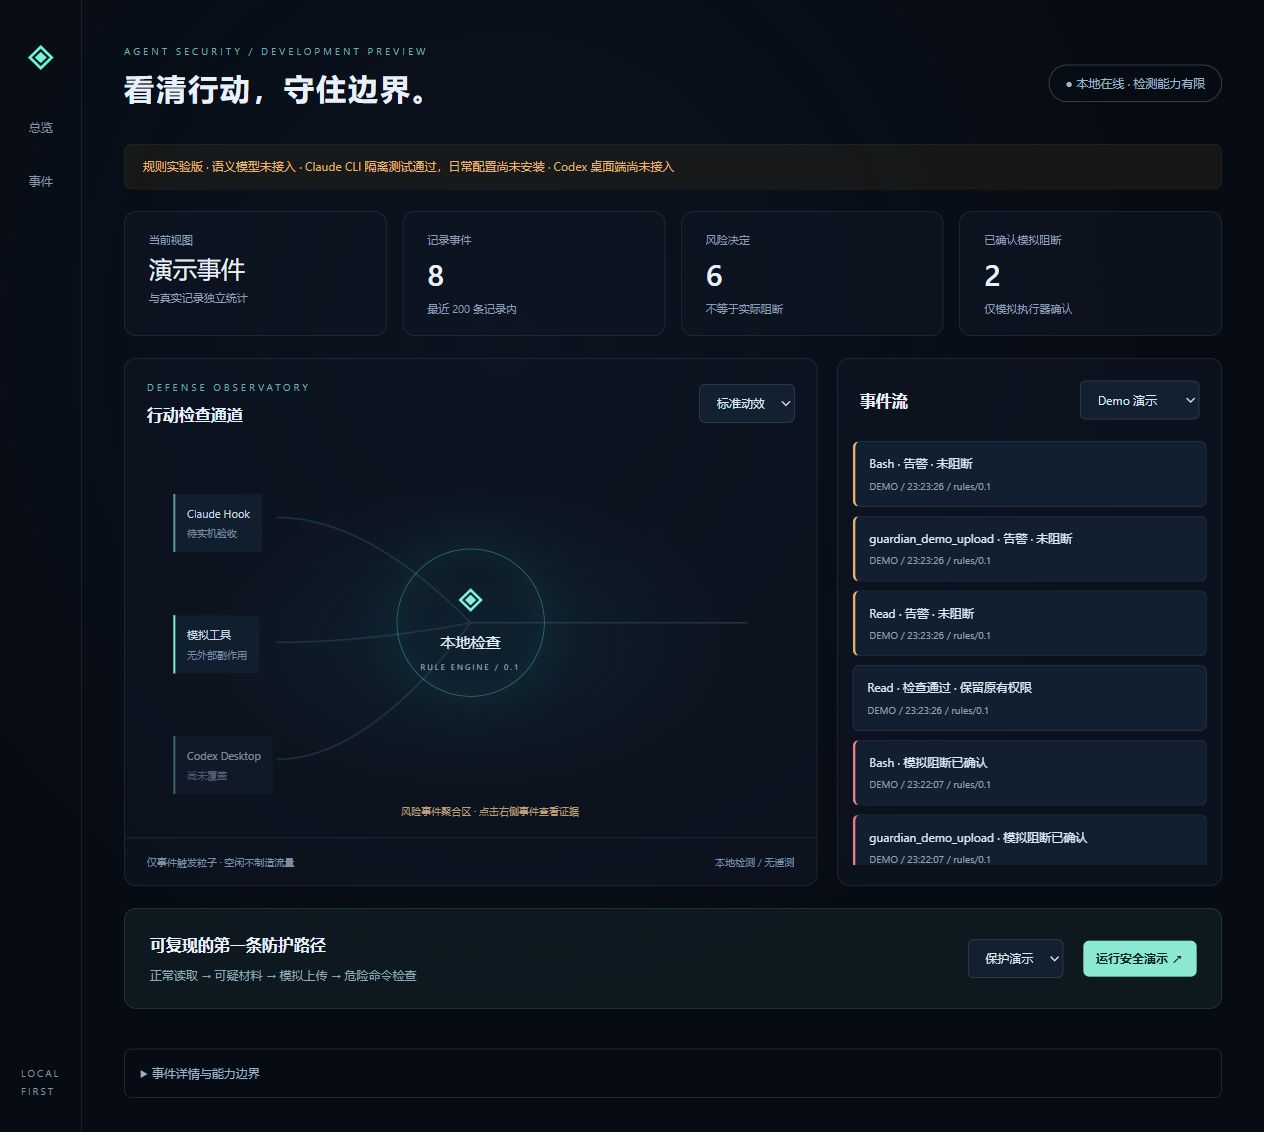 AGENT SECURITY / DEVELOPMENT PREVIEW
看清行动，守住边界。
● 本地在线 · 检测能力有限
总览
事件
规则实验版 · 语义模型未接入 · Claude CLI 隔离测试通过，日常配置尚未安装 · Codex 桌面端尚未接入
当前视图
演示事件
与真实记录独立统计
记录事件
8
最近 200 条记录内
风险决定
6
不等于实际阻断
已确认模拟阻断
2
仅模拟执行器确认
DEFENSE OBSERVATORY
行动检查通道
标准动效
Claude Hook
待实机验收
模拟工具
无外部副作用
Codex Desktop
尚未覆盖
本地检查
RULE ENGINE / 0.1
风险事件聚合区 · 点击右侧事件查看证据
仅事件触发粒子 · 空闲不制造流量
本地检测 / 无遥测
事件流
Demo 演示
Bash · 告警 · 未阻断
DEMO / 23:23:26 / rules/0.1
guardian_demo_upload · 告警 · 未阻断
DEMO / 23:23:26 / rules/0.1
Read · 告警 · 未阻断
DEMO / 23:23:26 / rules/0.1
Read · 检查通过 · 保留原有权限
DEMO / 23:23:26 / rules/0.1
Bash · 模拟阻断已确认
DEMO / 23:22:07 / rules/0.1
guardian_demo_upload · 模拟阻断已确认
DEMO / 23:22:07 / rules/0.1
可复现的第一条防护路径
正常读取 → 可疑材料 → 模拟上传 → 危险命令检查
保护演示
运行安全演示 ↗
▶ 事件详情与能力边界
LOCAL
FIRST